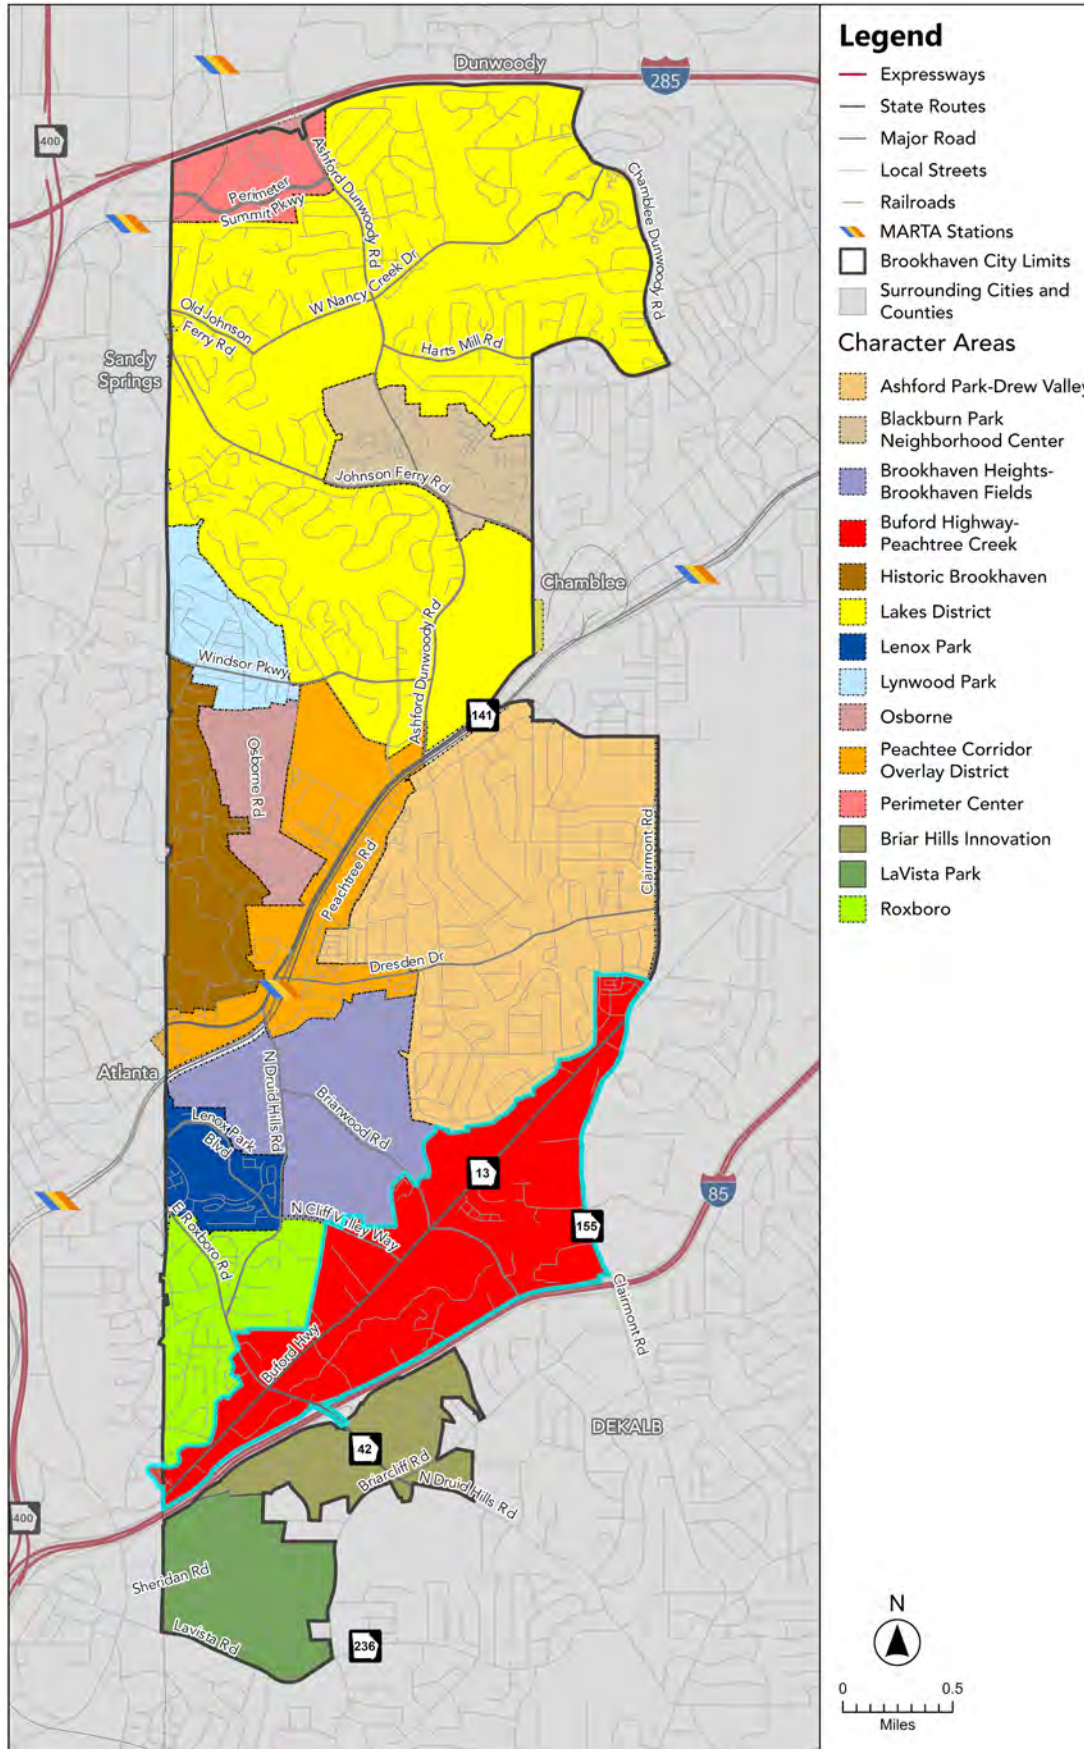 Dunwoody
285
400
Ashford Dunwoody Rd
Perimeter
Summit Pkwy
Chamblee Dunwoody Rd
W Nancy Creek Dr
Old Johnson
Ferry Rd
Harts Mill Rd
Sandy
Springs
Johnson Ferry Rd
Chamblee
Ashford Dunwoody Rd
Windsor Pkwy
141
Osborne Rd
Peachtree Rd
Clairmont Rd
Dresden Dr
Atlanta
N Druid Hills Rd
Lenox Park
Blvd
Briarwood Rd
13
85
155
N Cliff Valley Way
E Roxboro Rd
Clairmont Rd
Buford Hwy
42
DEKALB
Briarcliff Rd
N Druid Hills Rd
400
Sheridan Rd
Lavista Rd
236
Legend
Expressways
State Routes
Major Road
Local Streets
Railroads
MARTA Stations
Brookhaven City Limits
Surrounding Cities and
Counties
Character Areas
Ashford Park-Drew Valley
Blackburn Park
Neighborhood Center
Brookhaven Heights-
Brookhaven Fields
Buford Highway-
Peachtree Creek
Historic Brookhaven
Lakes District
Lenox Park
Lynwood Park
Osborne
Peachtee Corridor
Overlay District
Perimeter Center
Briar Hills Innovation
LaVista Park
Roxboro
N
0 0.5
Miles